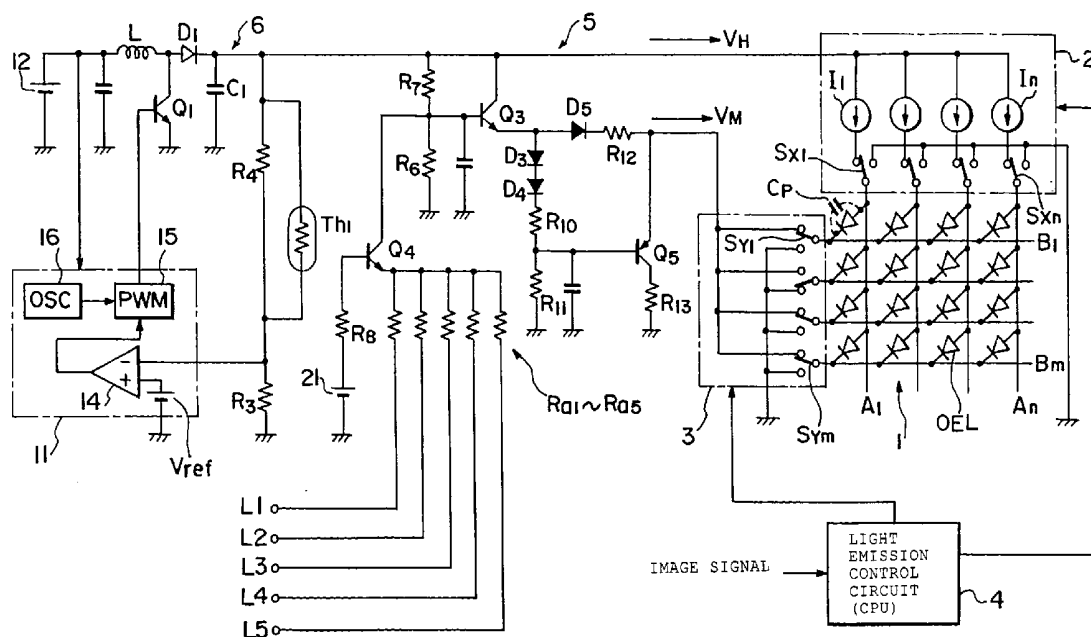 L
D1
6
5
VH
2
12
C1
Q1
R7
Q3
D5
VM
I1
In
R4
R6
D3
D4
R12
SX1
CP
SXn
Th1
16
15
Q4
R10
Q5
SY1
B1
OSC
PWM
R8
R11
R13
14
R3
21
Ra1~Ra5
3
SYm
A1
1
OEL
An
Bm
11
Vref
L1
L2
L3
L4
L5
IMAGE SIGNAL
LIGHT
EMISSION
CONTROL
CIRCUIT
(CPU)
4